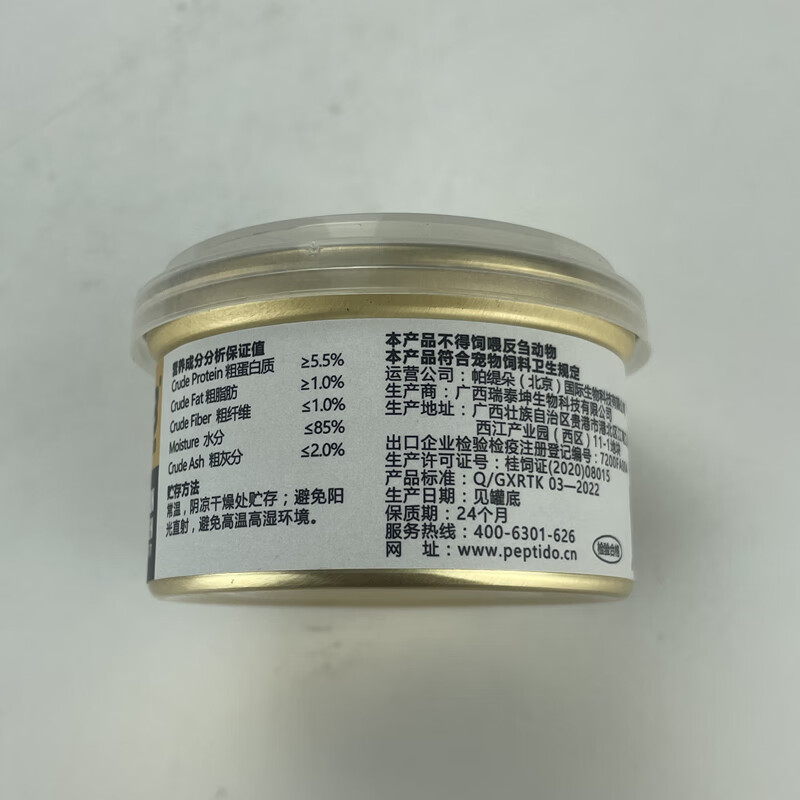 营养成分分析保证值
Crude Protein 粗蛋白质 ≥5.5%
Crude Fat 粗脂肪 ≥1.0%
Crude Fiber 粗纤维 ≤1.0%
Moisture 水分 ≤85%
Crude Ash 粗灰分 ≤2.0%
贮存方法
常温，阴凉干燥处贮存；避免阳
光直射，避免高温高湿环境。
本产品不得饲喂反刍动物
本产品符合宠物饲料卫生规定
运营公司：帕缇朵（北京）国际生物科技有限
生产商：广西瑞泰坤生物科技有限公司
生产地址：广西壮族自治区贵港市港北区
西江产业园（西区）11-1地块
出口企业检验检疫注册登记编号：7200FA
生产许可证号：桂饲证(2020)08015
产品标准：Q/GXRTK 03—2022
生产日期：见罐底
保质期：24个月
服务热线：400-6301-626
网 址：www.peptido.cn
检验合格